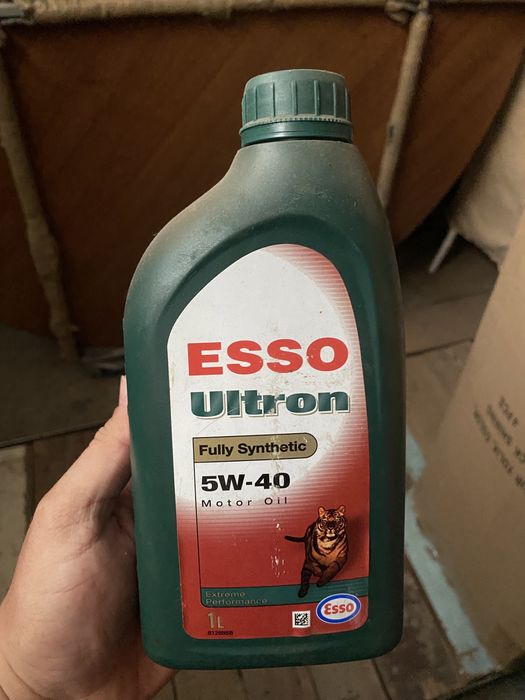 ESSO
Ultron
Fully Synthetic
5W-40
Motor Oil
Extreme
Performance
1L
Esso